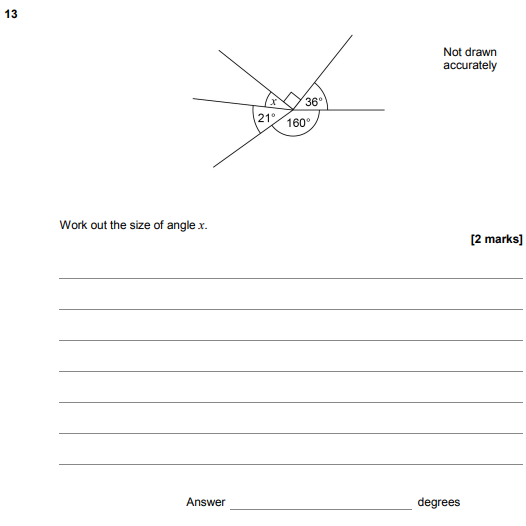 13
Not drawn
accurately
x
36°
21°
160°
Work out the size of angle x.
[2 marks]
Answer degrees